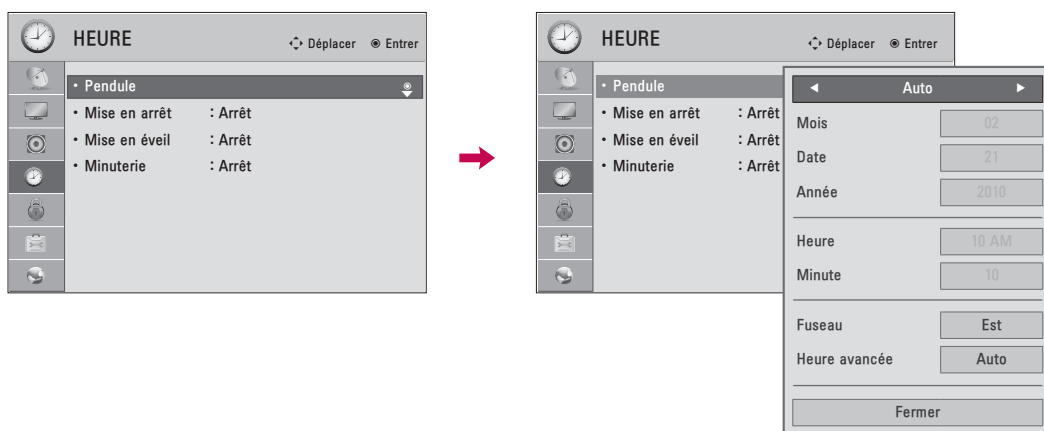 HEURE Déplacer Entrer
• Pendule
• Mise en arrêt : Arrêt
• Mise en éveil : Arrêt
• Minuterie : Arrêt
HEURE Déplacer Entrer
• Pendule
• Mise en arrêt : Arrêt
• Mise en éveil : Arrêt
• Minuterie : Arrêt
◄ Auto ►
Mois 02
Date 21
Année 2010
Heure 10 AM
Minute 10
Fuseau Est
Heure avancée Auto
Fermer